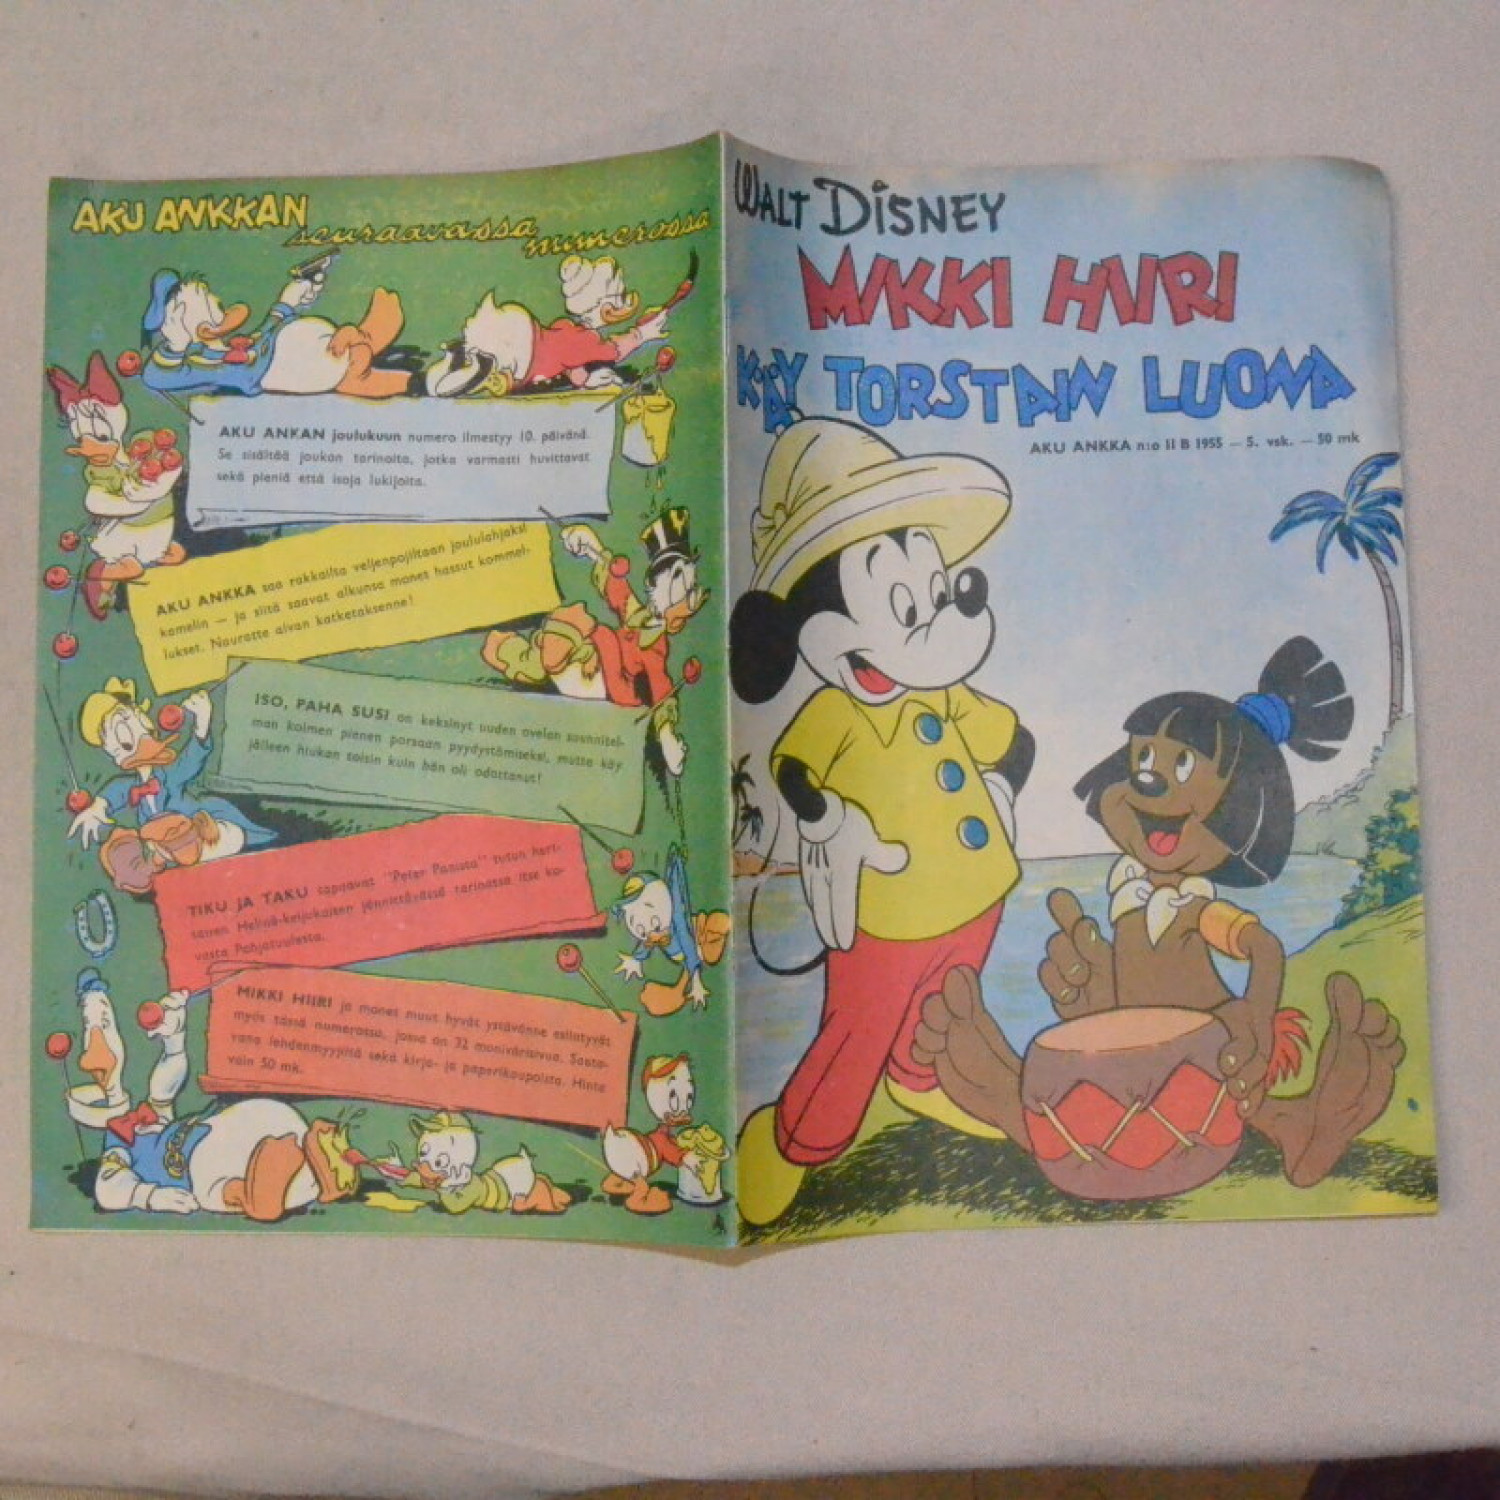 AKU ANKKAN
seuraavassa
numerossa
AKU ANKAN joulukuun numero ilmestyy 10. päivänä.
Se sisältää joukon tarinoita, jotka varmasti huvittavat
sekä pieniä että isoja lukijoita.
AKU ANKKA saa rakkailta veljenpojiltaan joululahjaksi
kamelin — ja siitä saavat alkunsa monet hassut kommel-
lukset. Nauratte aivan katketaksenne!
ISO, PAHA SUSI on keksinyt uuden ovelan suunnitel-
man kolmen pienen porsaan pyydystämiseksi, mutta käy
jälleen hiukan toisin kuin hän oli odottanut!
TIKU JA TAKU tapaavat "Peter Panista" tutun hert-
taisen Helinä-keijukaisen jännittävässä tarinassa itse ko-
vasta Pohjatuulesta.
MIKKI HIIRI ja monet muut hyvät ystävänne esiintyvät
myös tässä numerossa, jossa on 32 monivärisivua. Saata-
vana lehdenmyyjiltä sekä kirja- ja paperikaupoista. Hinta
vain 50 mk.
WALT DISNEY
MIKKI HIIRI
KÄY TORSTAIN LUONA
AKU ANKKA n:o 11 B 1955 — 5. vsk. — 50 mk